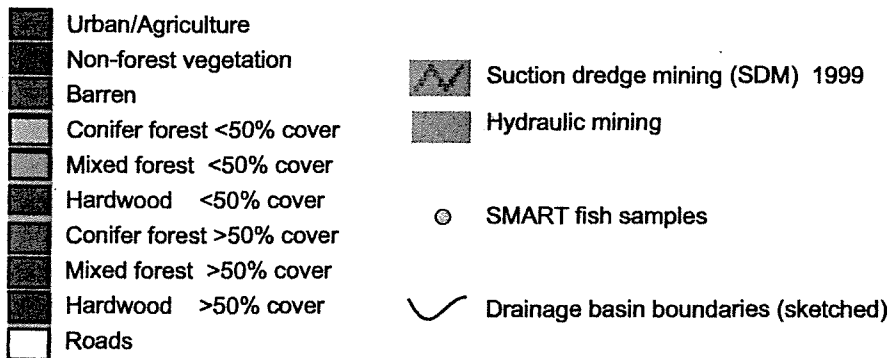 Urban/Agriculture
Non-forest vegetation
Barren
Conifer forest <50% cover
Mixed forest <50% cover
Hardwood <50% cover
Conifer forest >50% cover
Mixed forest >50% cover
Hardwood >50% cover
Roads
Suction dredge mining (SDM) 1999
Hydraulic mining
SMART fish samples
Drainage basin boundaries (sketched)